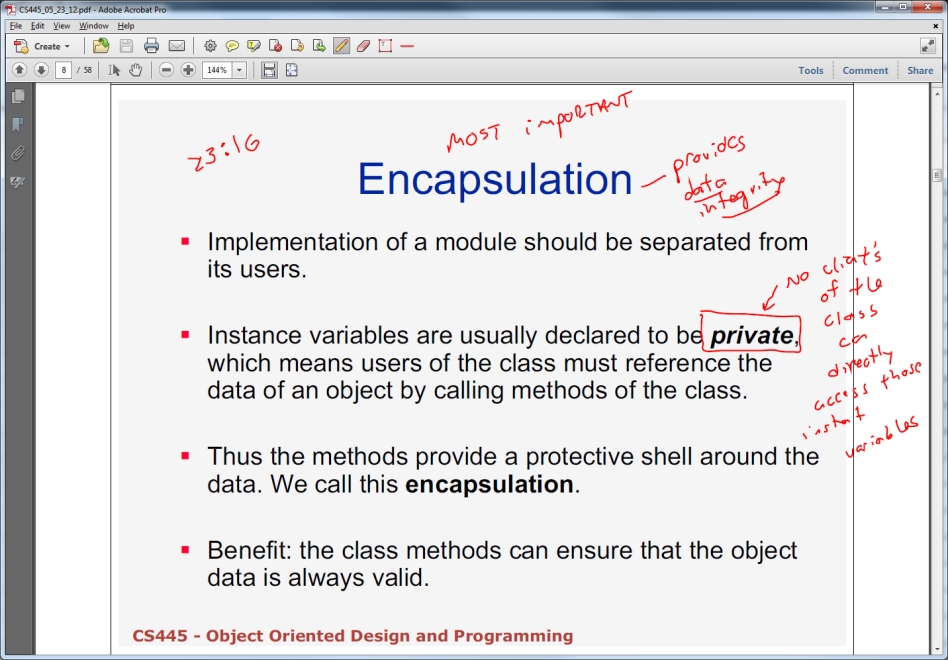 CS445_05_23_12.pdf - Adobe Acrobat Pro
File Edit View Window Help
Create
8 / 58 144% Tools Comment Share
23:16
MOST importANT
Encapsulation
provides
data
integrity
Implementation of a module should be separated from
its users.
No client's
of the
class
can
directly
access those
instant
variables
Instance variables are usually declared to be private,
which means users of the class must reference the
data of an object by calling methods of the class.
Thus the methods provide a protective shell around the
data. We call this encapsulation.
Benefit: the class methods can ensure that the object
data is always valid.
CS445 - Object Oriented Design and Programming